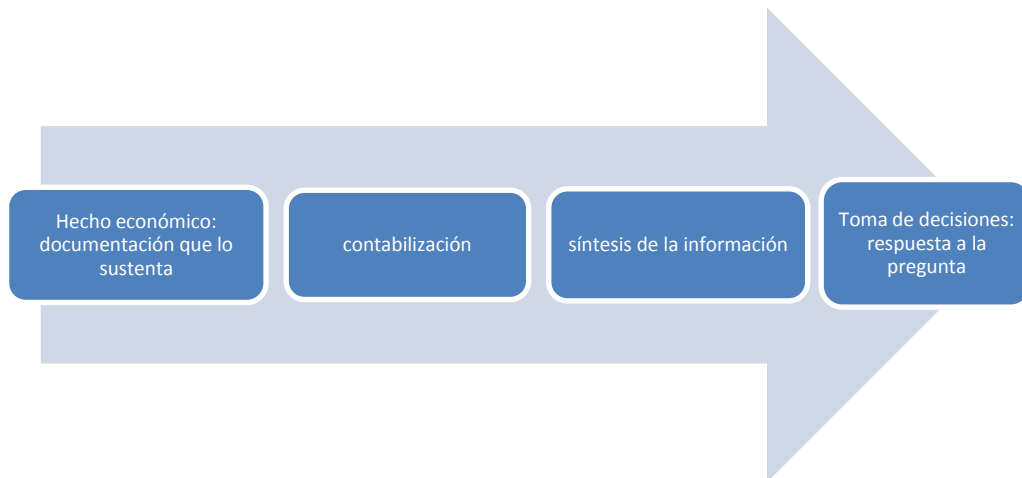 Hecho económico:
documentación que lo
sustenta
contabilización
síntesis de la información
Toma de decisiones:
respuesta a la
pregunta